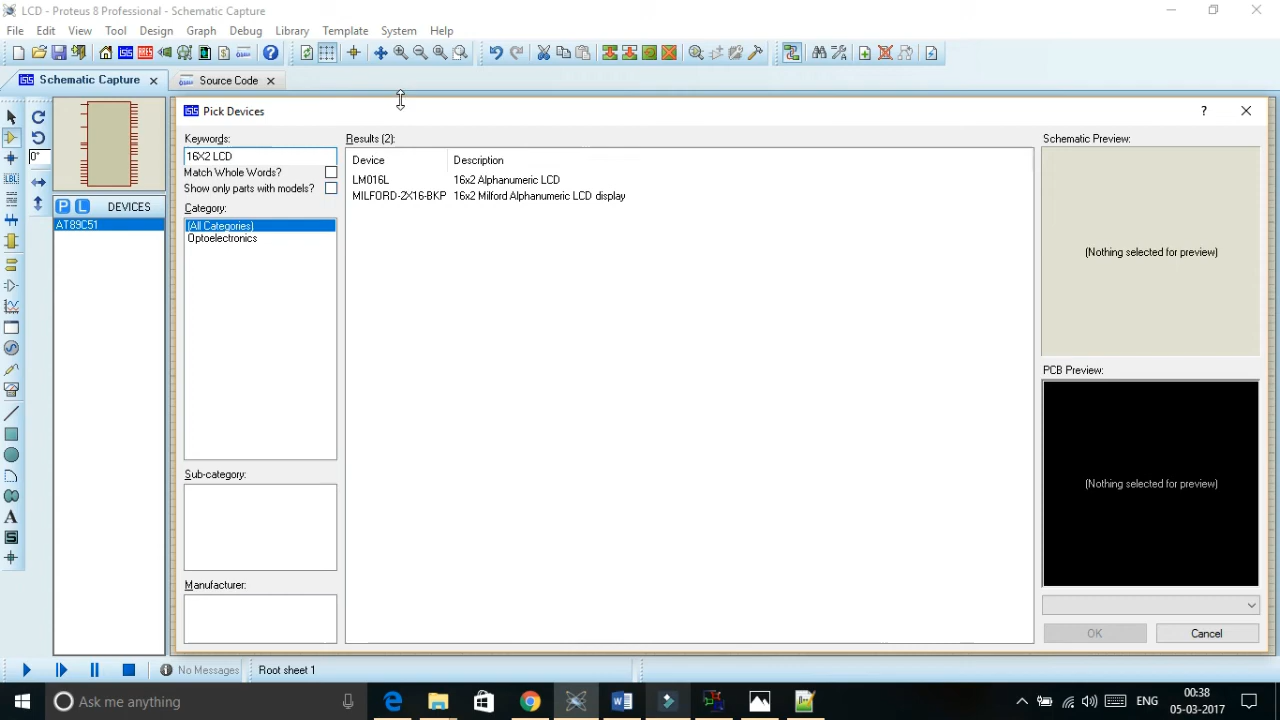 LCD - Proteus 8 Professional - Schematic Capture
File Edit View Tool Design Graph Debug Library Template System Help
Schematic Capture
Source Code
Pick Devices
Keywords:
16X2 LCD
Match Whole Words?
Show only parts with models?
Category:
(All Categories)
Optoelectronics
Sub-category:
Manufacturer:
Results (2):
Device Description
LM016L 16x2 Alphanumeric LCD
MILFORD-2X16-BKP 16x2 Milford Alphanumeric LCD display
Schematic Preview:
(Nothing selected for preview)
PCB Preview:
(Nothing selected for preview)
OK Cancel
0°
LBL
A
P L DEVICES
AT89C51
No Messages Root sheet 1
Ask me anything
ENG
00:38
05-03-2017